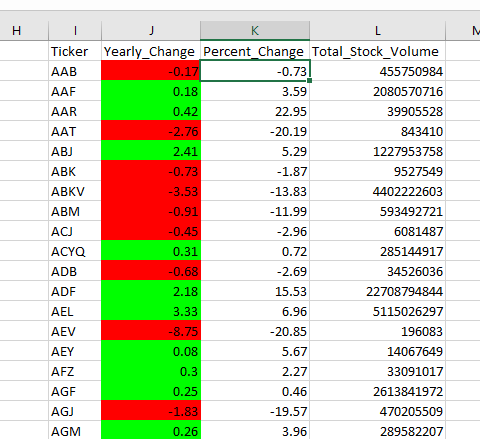 H I J K L
Ticker Yearly_Change Percent_Change Total_Stock_Volume
AAB -0.17 -0.73 455750984
AAF 0.18 3.59 2080570716
AAR 0.42 22.95 39905528
AAT -2.76 -20.19 843410
ABJ 2.41 5.29 1227953758
ABK -0.73 -1.87 9527549
ABKV -3.53 -13.83 4402222603
ABM -0.91 -11.99 593492721
ACJ -0.45 -2.96 6081487
ACYQ 0.31 0.72 285144917
ADB -0.68 -2.69 34526036
ADF 2.18 15.53 22708794844
AEL 3.33 6.96 5115026297
AEV -8.75 -20.85 196083
AEY 0.08 5.67 14067649
AFZ 0.3 2.27 33091017
AGF 0.25 0.46 2613841972
AGJ -1.83 -19.57 470205509
AGM 0.26 3.96 289582207